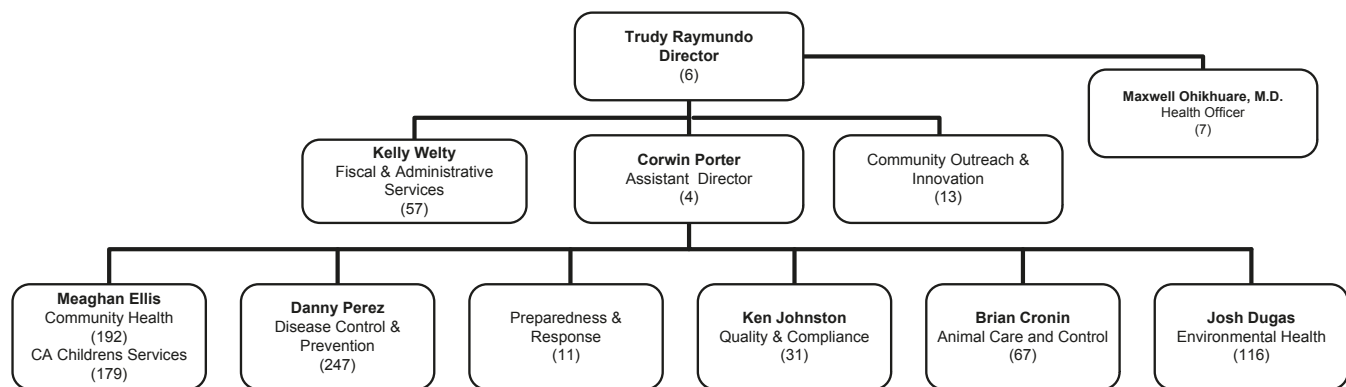 Trudy Raymundo
Director
(6)
Maxwell Ohikhuare, M.D.
Health Officer
(7)
Kelly Welty
Fiscal & Administrative
Services
(57)
Corwin Porter
Assistant Director
(4)
Community Outreach &
Innovation
(13)
Meaghan Ellis
Community Health
(192)
CA Childrens Services
(179)
Danny Perez
Disease Control &
Prevention
(247)
Preparedness &
Response
(11)
Ken Johnston
Quality & Compliance
(31)
Brian Cronin
Animal Care and Control
(67)
Josh Dugas
Environmental Health
(116)